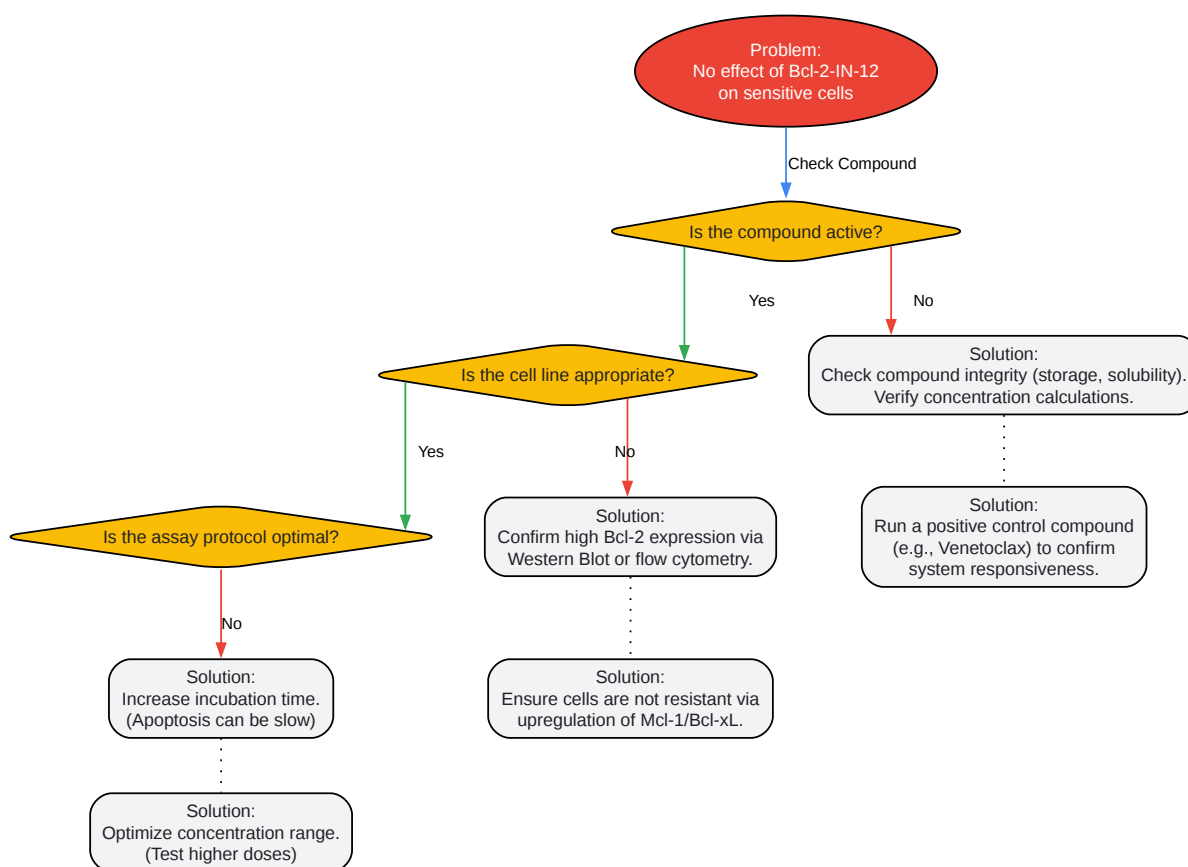 Problem:
No effect of Bcl-2-IN-12
on sensitive cells
Check Compound
Is the compound active?
Yes
No
Solution:
Check compound integrity (storage, solubility).
Verify concentration calculations.
Is the cell line appropriate?
Yes
No
Solution:
Run a positive control compound
(e.g., Venetoclax) to confirm
system responsiveness.
Solution:
Confirm high Bcl-2 expression via
Western Blot or flow cytometry.
Is the assay protocol optimal?
No
Solution:
Increase incubation time.
(Apoptosis can be slow)
Solution:
Ensure cells are not resistant via
upregulation of Mcl-1/Bcl-xL.
Solution:
Optimize concentration range.
(Test higher doses)